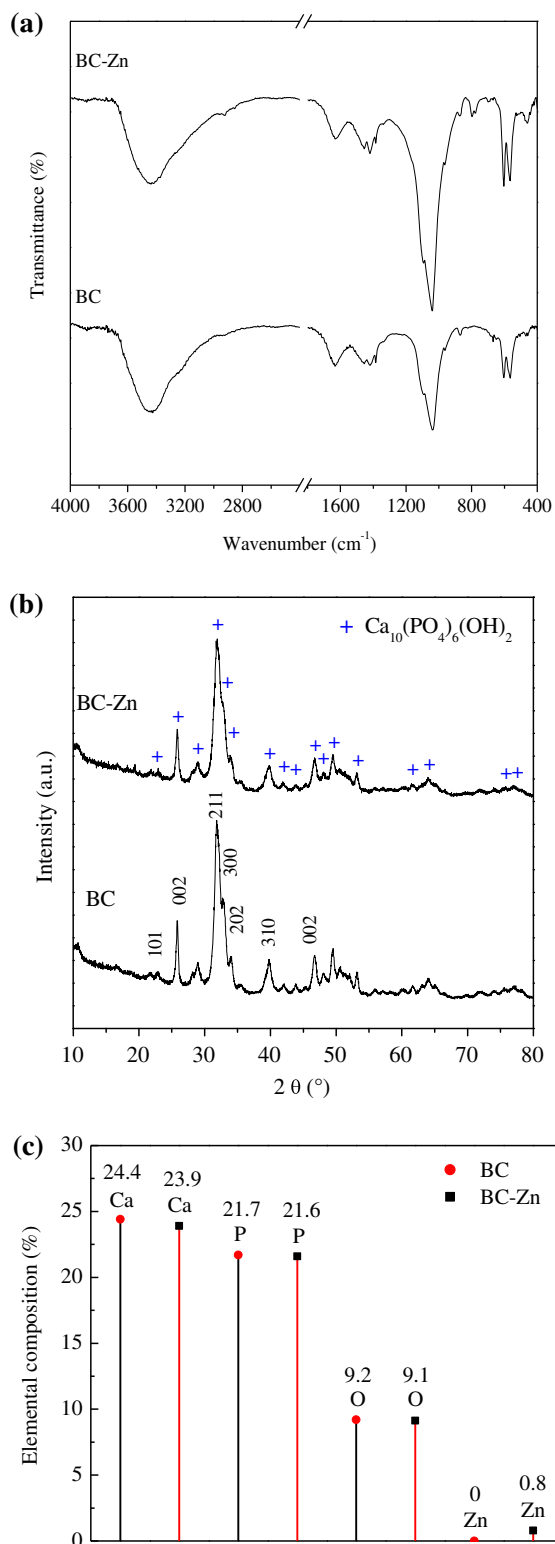 (a)
BC-Zn
BC
Transmittance (%)
4000 3600 3200 2800 1600 1200 800 400
Wavenumber (cm⁻¹)
(b)
+ Ca₁₀(PO₄)₆(OH)₂
BC-Zn
BC
101
002
211
300
202
310
002
Intensity (a.u.)
10 20 30 40 50 60 70 80
2 θ (°)
(c)
30
25
20
15
10
5
0
Elemental composition (%)
BC
BC-Zn
24.4
Ca
23.9
Ca
21.7
P
21.6
P
9.2
O
9.1
O
0
Zn
0.8
Zn